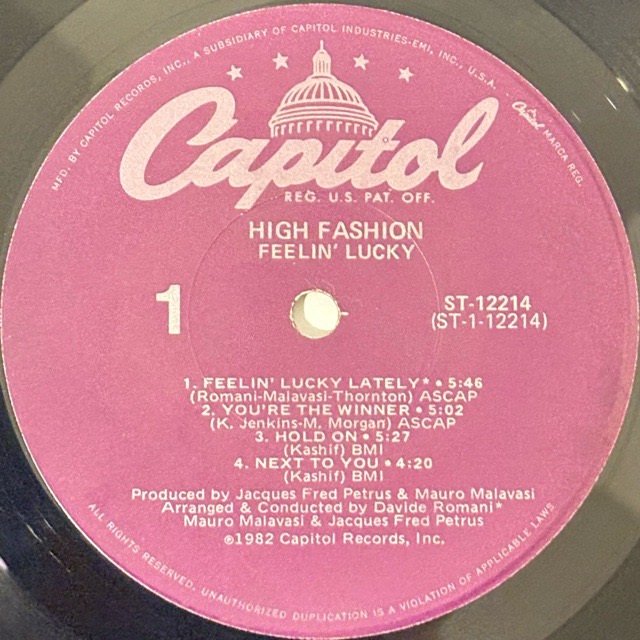 MFD. BY CAPITOL RECORDS, INC., A SUBSIDIARY OF CAPITOL INDUSTRIES-EMI, INC., U.S.A.
Capitol MARCA REG.
Capitol
REG. U.S. PAT. OFF.
HIGH FASHION
FEELIN' LUCKY
1
ST-12214
(ST-1-12214)
1. FEELIN' LUCKY LATELY* • 5:46
(Romani-Malavasi-Thornton) ASCAP
2. YOU'RE THE WINNER • 5:02
(K. Jenkins-M. Morgan) ASCAP
3. HOLD ON • 5:27
(Kashif) BMI
4. NEXT TO YOU • 4:20
(Kashif) BMI
Produced by Jacques Fred Petrus & Mauro Malavasi
Arranged & Conducted by Davide Romani*
Mauro Malavasi & Jacques Fred Petrus
℗1982 Capitol Records, Inc.
ALL RIGHTS RESERVED. UNAUTHORIZED DUPLICATION IS A VIOLATION OF APPLICABLE LAWS